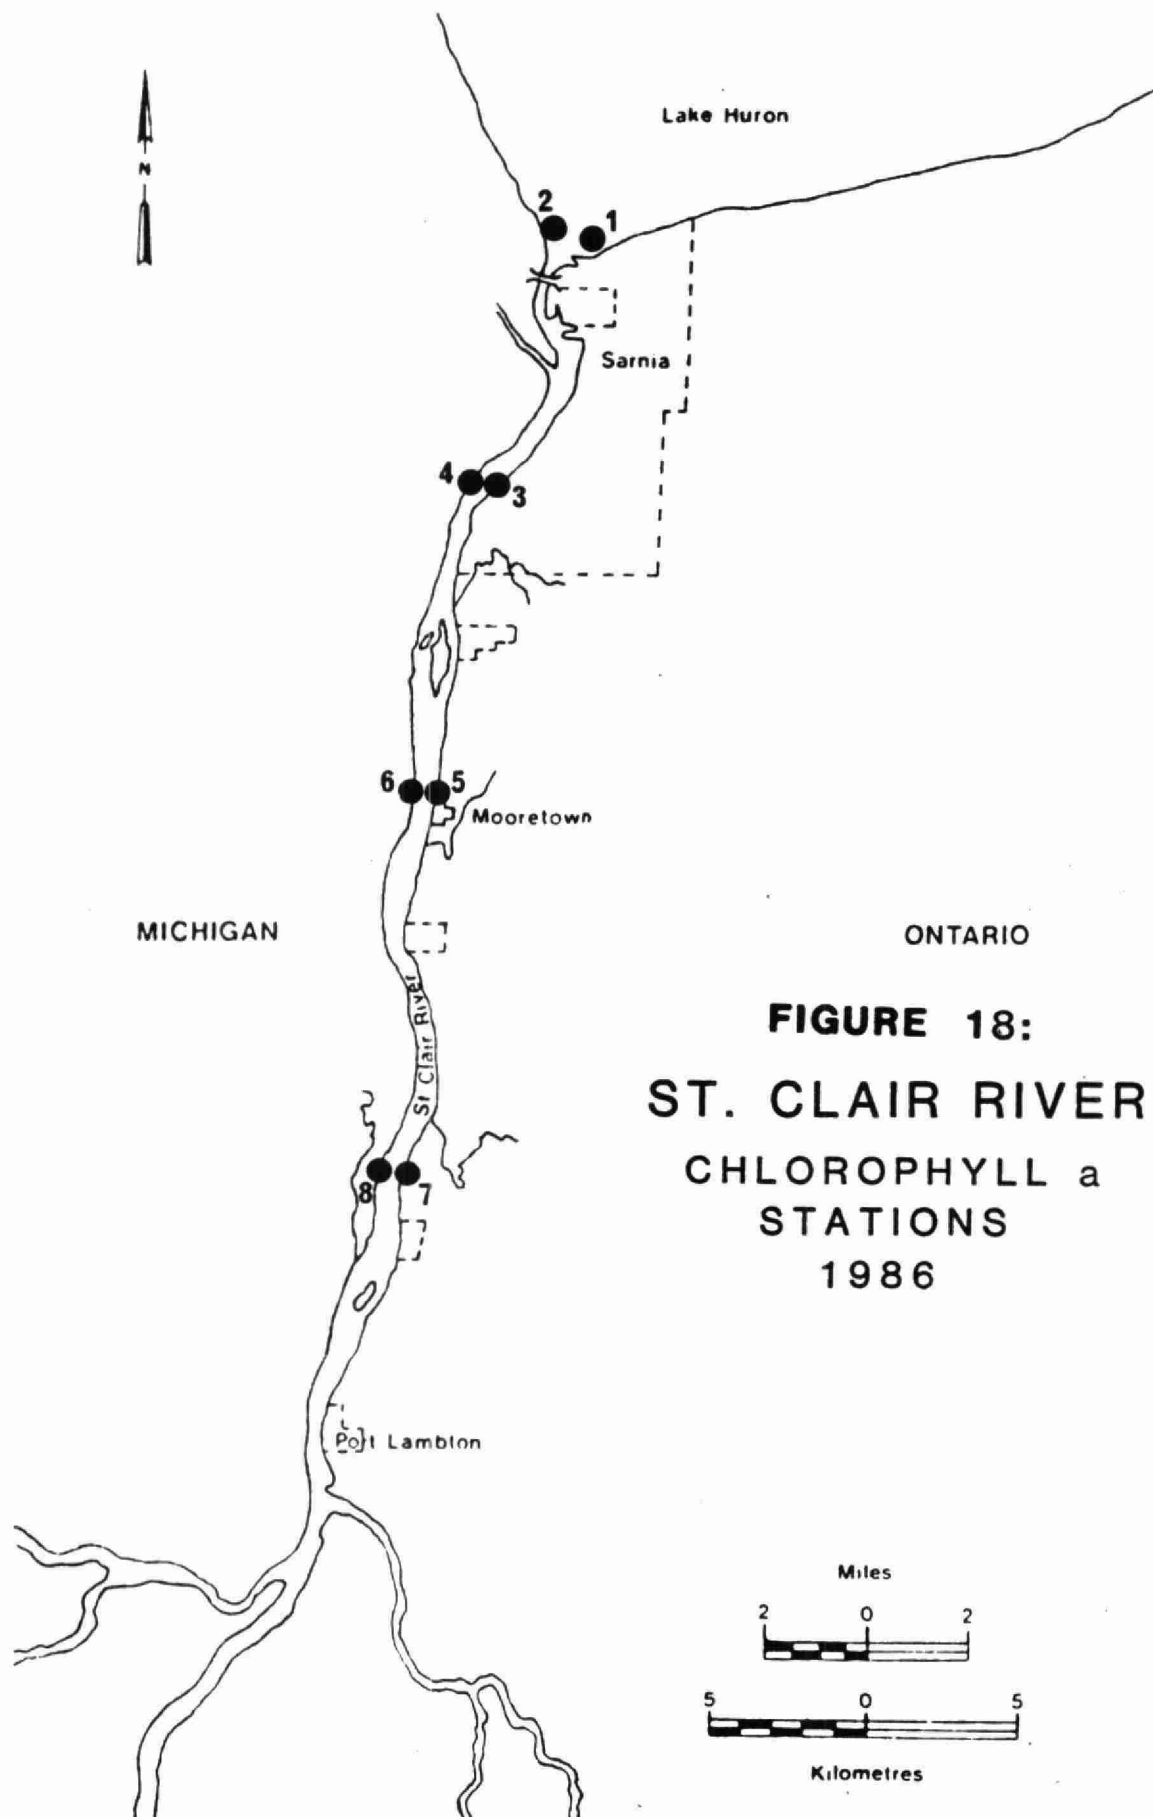 Lake Huron
N
2
1
Sarnia
4
3
6
5
Mooretown
MICHIGAN
ONTARIO
St Clair River
FIGURE 18:
ST. CLAIR RIVER
CHLOROPHYLL a
STATIONS
1986
8
7
Port Lambton
Miles
2 0 2
5 0 5
Kilometres